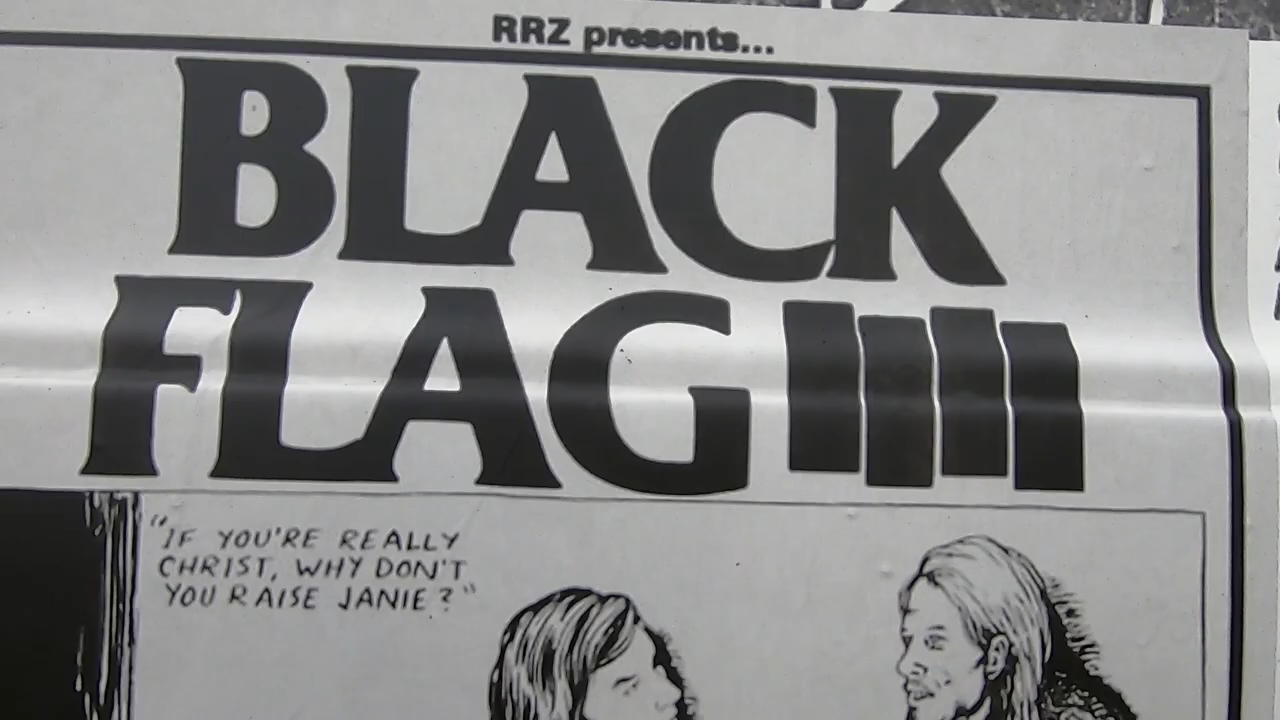 RRZ presents...
BLACK
FLAG
"IF YOU'RE REALLY
CHRIST, WHY DON'T
YOU RAISE JANIE?"